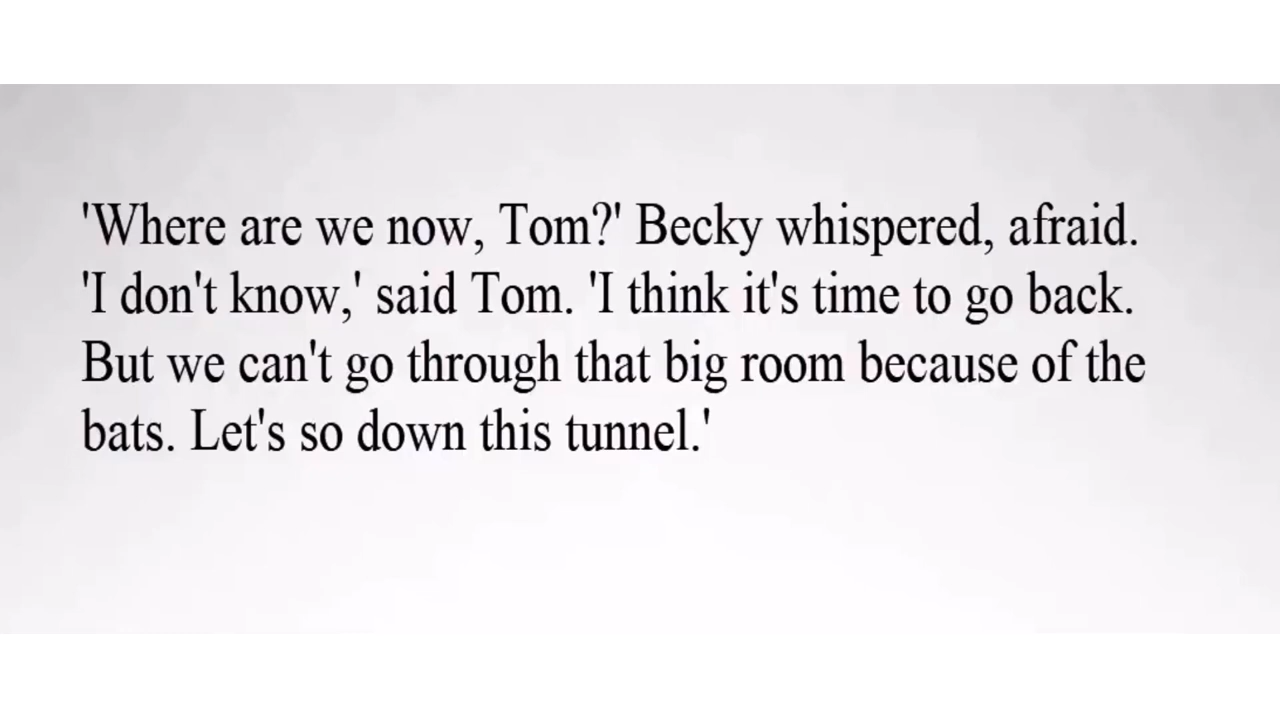 'Where are we now, Tom?' Becky whispered, afraid.
'I don't know,' said Tom. 'I think it's time to go back.
But we can't go through that big room because of the
bats. Let's so down this tunnel.'